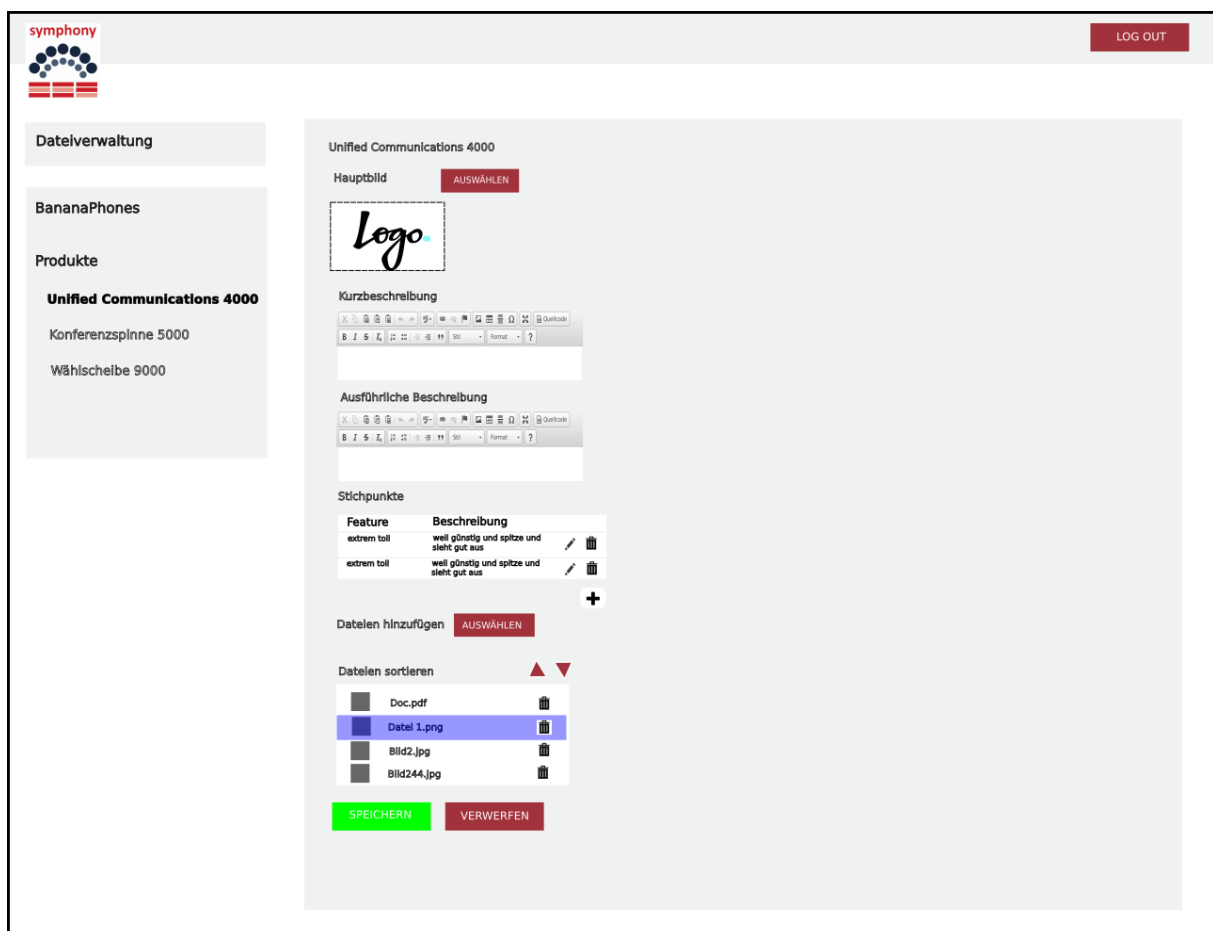 symphony
LOG OUT
Dateiverwaltung
BananaPhones
Produkte
Unified Communications 4000
Konferenzspinne 5000
Wählscheibe 9000
Unified Communications 4000
Hauptbild AUSWÄHLEN
Logo.
Kurzbeschreibung
Quellcode
B I S Ix Stil Format ?
Ausführliche Beschreibung
Quellcode
B I S Ix Stil Format ?
Stichpunkte
Feature Beschreibung
extrem toll weil günstig und spitze und
sieht gut aus
extrem toll weil günstig und spitze und
sieht gut aus
Dateien hinzufügen AUSWÄHLEN
Dateien sortieren
Doc.pdf
Datei 1.png
Bild2.jpg
Bild244.jpg
SPEICHERN VERWERFEN